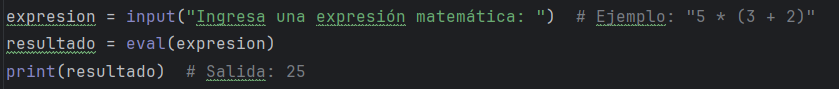 expresion = input("Ingresa una expresión matemática: ")  # Ejemplo: "5 * (3 + 2)"
resultado = eval(expresion)
print(resultado)  # Salida: 25